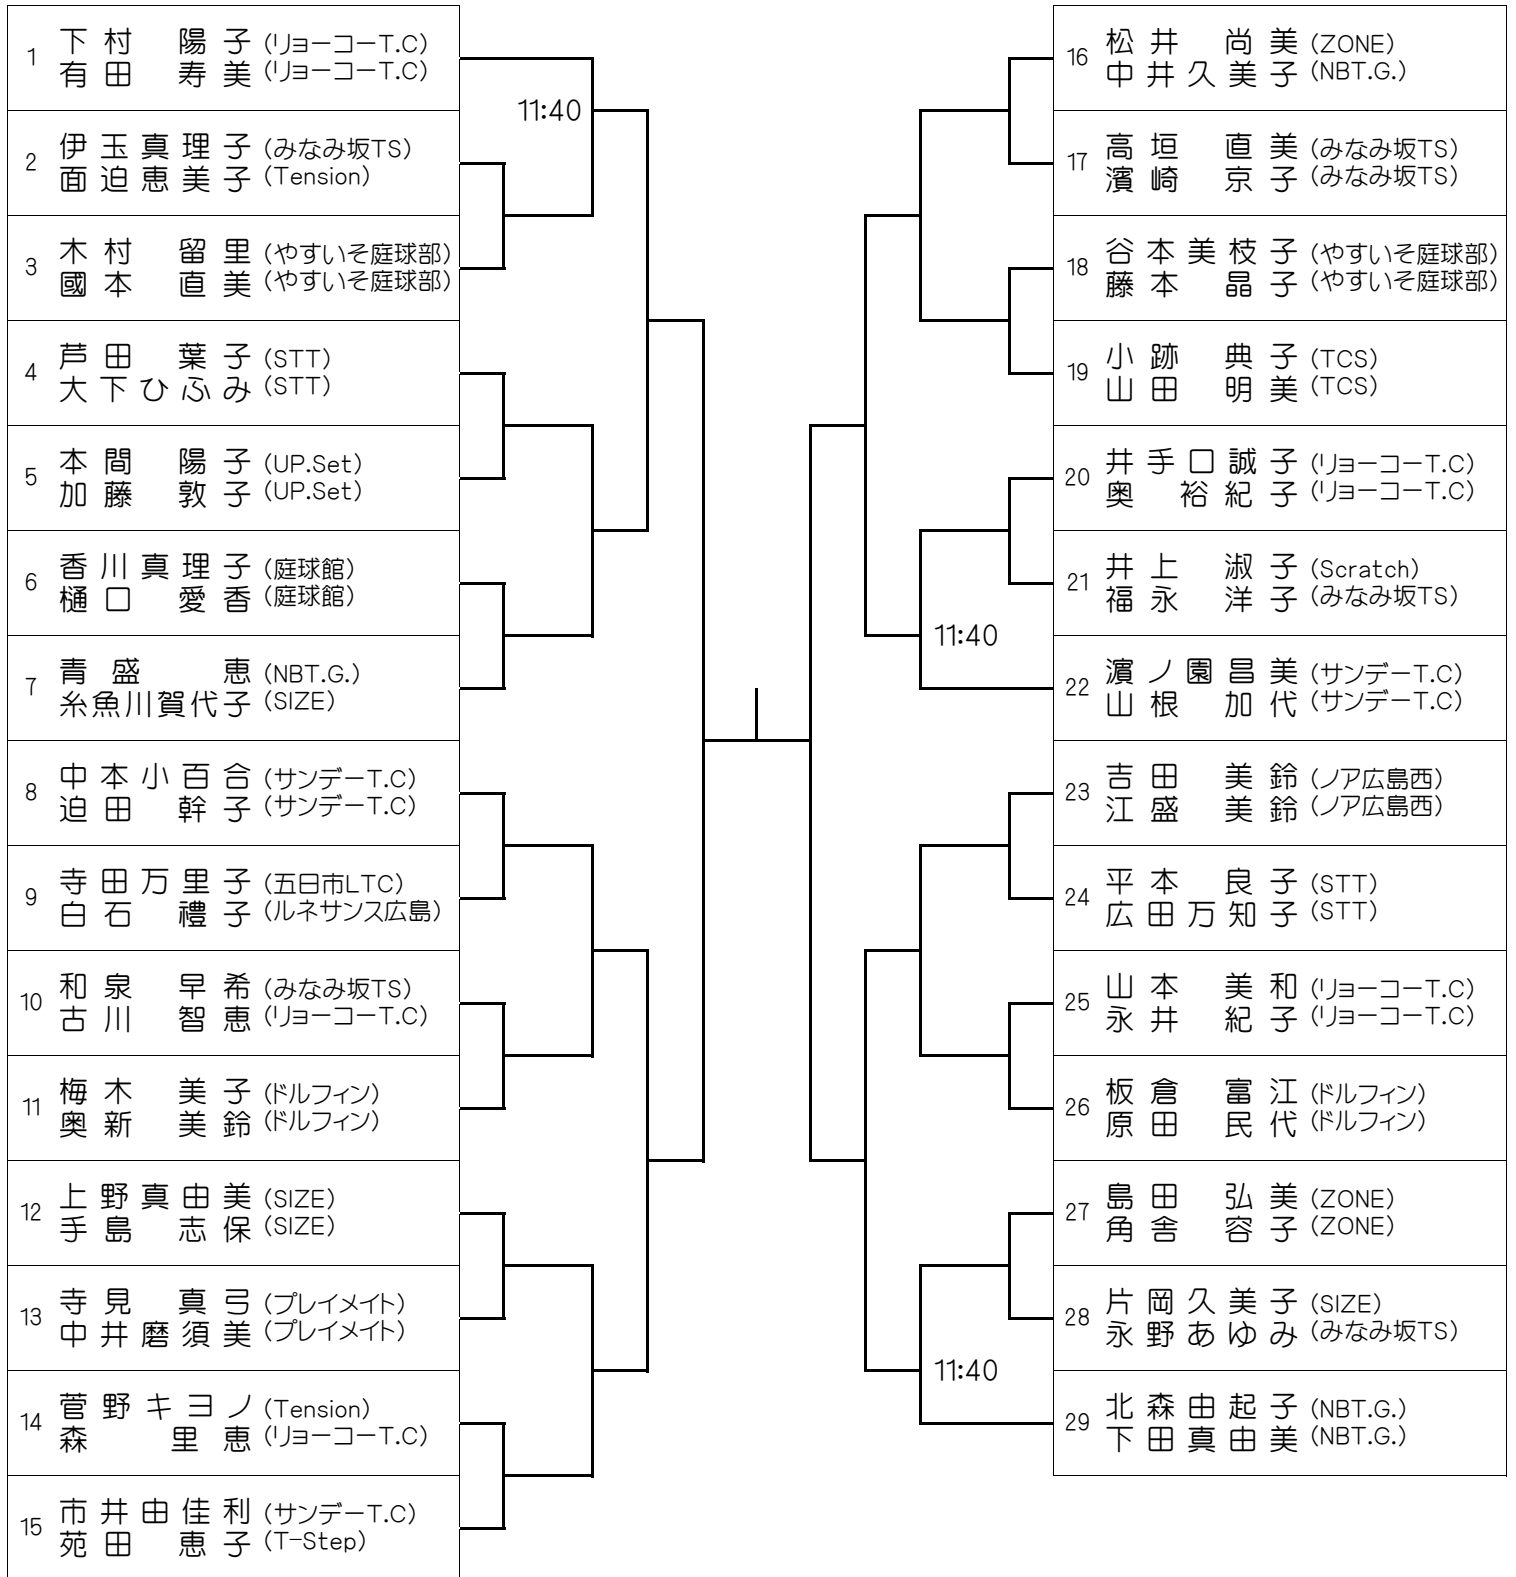 1 下村 陽子 (リョーコーT.C)
有田 寿美 (リョーコーT.C)
11:40
2 伊玉真理子 (みなみ坂TS)
面迫恵美子 (Tension)
3 木村 留里 (やすいそ庭球部)
國本 直美 (やすいそ庭球部)
4 芦田 葉子 (STT)
大下ひふみ (STT)
5 本間 陽子 (UP.Set)
加藤 敦子 (UP.Set)
6 香川真理子 (庭球館)
樋口 愛香 (庭球館)
7 青盛 恵 (NBT.G.)
糸魚川賀代子 (SIZE)
8 中本小百合 (サンデーT.C)
迫田 幹子 (サンデーT.C)
9 寺田万里子 (五日市LTC)
白石 禮子 (ルネサンス広島)
10 和泉 早希 (みなみ坂TS)
古川 智恵 (リョーコーT.C)
11 梅木 美子 (ドルフィン)
奥新 美鈴 (ドルフィン)
12 上野真由美 (SIZE)
手島 志保 (SIZE)
13 寺見 真弓 (プレイメイト)
中井磨須美 (プレイメイト)
14 菅野キヨノ (Tension)
森 里恵 (リョーコーT.C)
15 市井由佳利 (サンデーT.C)
苑田 恵子 (T-Step)
16 松井 尚美 (ZONE)
中井久美子 (NBT.G.)
17 高垣 直美 (みなみ坂TS)
濱崎 京子 (みなみ坂TS)
18 谷本美枝子 (やすいそ庭球部)
藤本 晶子 (やすいそ庭球部)
19 小跡 典子 (TCS)
山田 明美 (TCS)
20 井手口誠子 (リョーコーT.C)
奥 裕紀子 (リョーコーT.C)
21 井上 淑子 (Scratch)
福永 洋子 (みなみ坂TS)
11:40
22 濱ノ園昌美 (サンデーT.C)
山根 加代 (サンデーT.C)
23 吉田 美鈴 (ノア広島西)
江盛 美鈴 (ノア広島西)
24 平本 良子 (STT)
広田万知子 (STT)
25 山本 美和 (リョーコーT.C)
永井 紀子 (リョーコーT.C)
26 板倉 富江 (ドルフィン)
原田 民代 (ドルフィン)
27 島田 弘美 (ZONE)
角舎 容子 (ZONE)
28 片岡久美子 (SIZE)
永野あゆみ (みなみ坂TS)
11:40
29 北森由起子 (NBT.G.)
下田真由美 (NBT.G.)